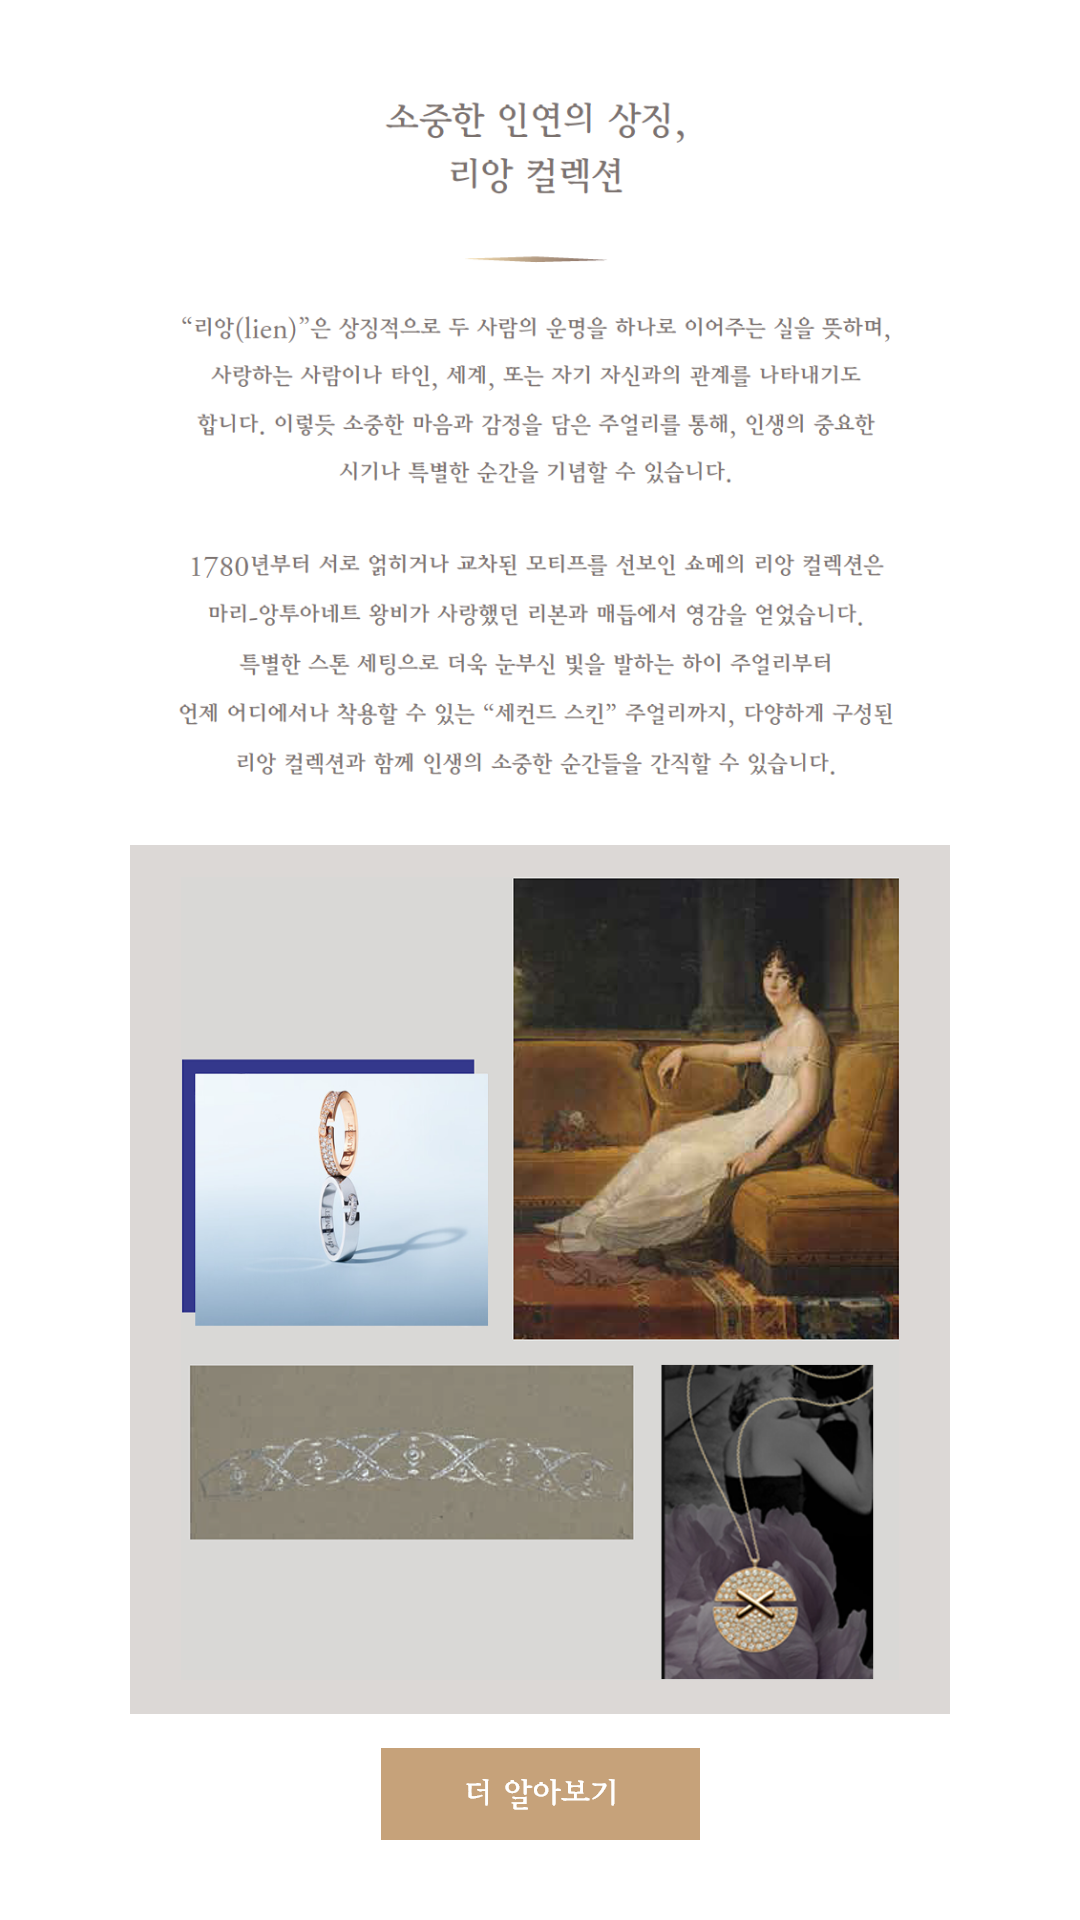 소중한 인연의 상징,
리앙 컬렉션
“리앙(lien)”은 상징적으로 두 사람의 운명을 하나로 이어주는 실을 뜻하며,
사랑하는 사람이나 타인, 세계, 또는 자기 자신과의 관계를 나타내기도
합니다. 이렇듯 소중한 마음과 감정을 담은 주얼리를 통해, 인생의 중요한
시기나 특별한 순간을 기념할 수 있습니다.
1780년부터 서로 얽히거나 교차된 모티프를 선보인 쇼메의 리앙 컬렉션은
마리-앙투아네트 왕비가 사랑했던 리본과 매듭에서 영감을 얻었습니다.
특별한 스톤 세팅으로 더욱 눈부신 빛을 발하는 하이 주얼리부터
언제 어디에서나 착용할 수 있는 “세컨드 스킨” 주얼리까지, 다양하게 구성된
리앙 컬렉션과 함께 인생의 소중한 순간들을 간직할 수 있습니다.
더 알아보기